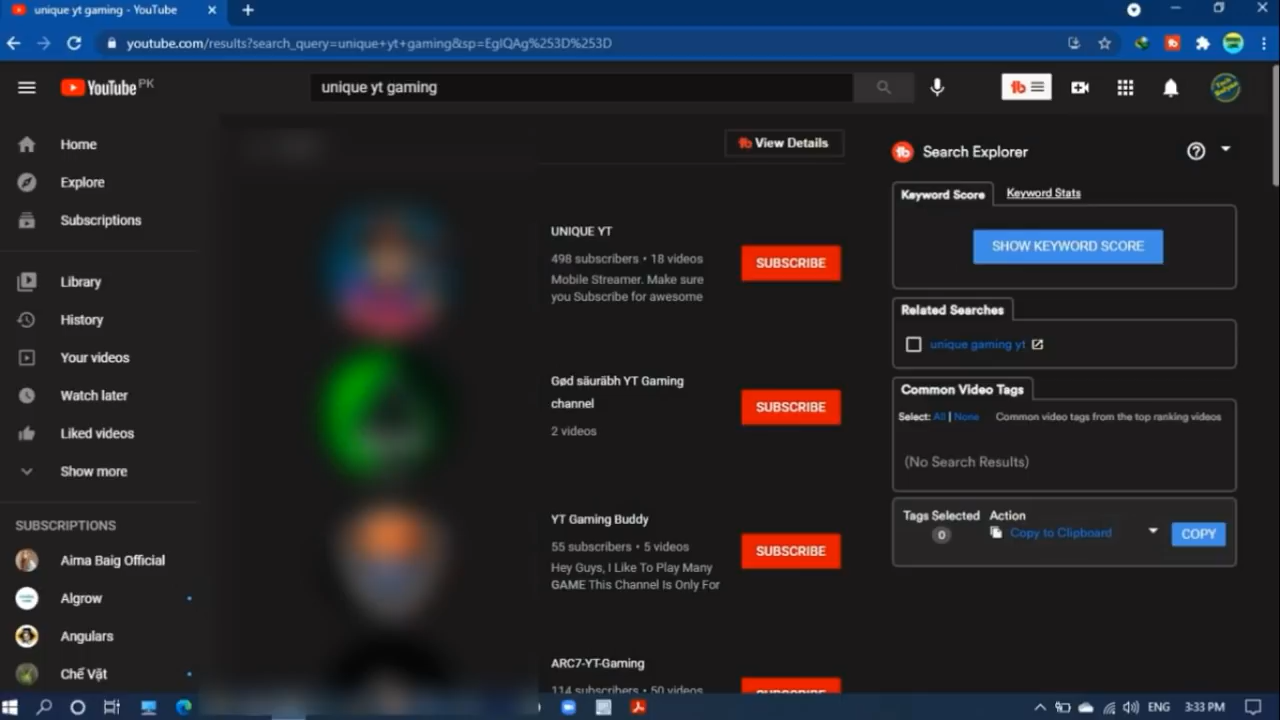 unique yt gaming - YouTube
youtube.com/results?search_query=unique+yt+gaming&sp=EgIQAg%253D%253D
YouTube PK
unique yt gaming
Home
Explore
Subscriptions
Library
History
Your videos
Watch later
Liked videos
Show more
SUBSCRIPTIONS
Aima Baig Official
Algrow
Angulars
Chế Vật
View Details
UNIQUE YT
498 subscribers • 18 videos
Mobile Streamer. Make sure
you Subscribe for awesome
SUBSCRIBE
Gød säuräbh YT Gaming
channel
2 videos
SUBSCRIBE
YT Gaming Buddy
55 subscribers • 5 videos
Hey Guys, I Like To Play Many
GAME This Channel Is Only For
SUBSCRIBE
ARC7-YT-Gaming
114 subscribers • 50 videos
SUBSCRIBE
Search Explorer
Keyword Score
Keyword Stats
SHOW KEYWORD SCORE
Related Searches
unique gaming yt
Common Video Tags
Select: All | None Common video tags from the top ranking videos
(No Search Results)
Tags Selected Action
0 Copy to Clipboard
COPY
ENG 3:33 PM